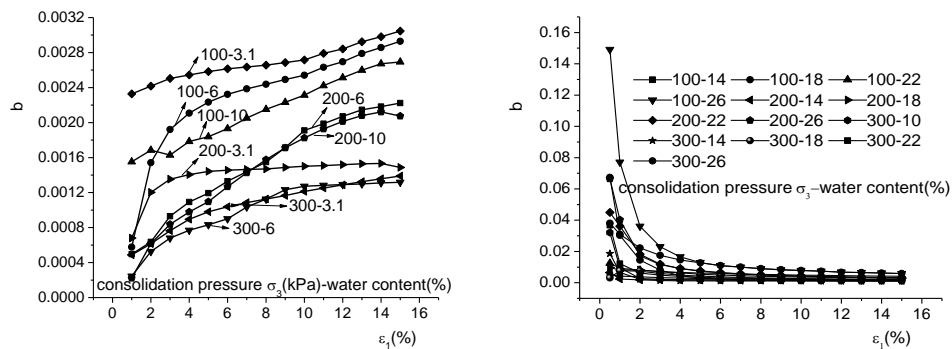 0.0032
0.0028
0.0024
0.0020
0.0016
0.0012
0.0008
0.0004
0.0000
b
100-3.1
100-6
100-10
200-6
200-10
200-3.1
300-3.1
300-6
consolidation pressure σ3(kPa)-water content(%)
0 2 4 6 8 10 12 14 16
ε1(%)
0.16
0.14
0.12
0.10
0.08
0.06
0.04
0.02
0.00
b
100-14 100-18 100-22
100-26 200-14 200-18
200-22 200-26 300-10
300-14 300-18 300-22
300-26
consolidation pressure σ3–water content(%)
0 2 4 6 8 10 12 14 16
ε1(%)